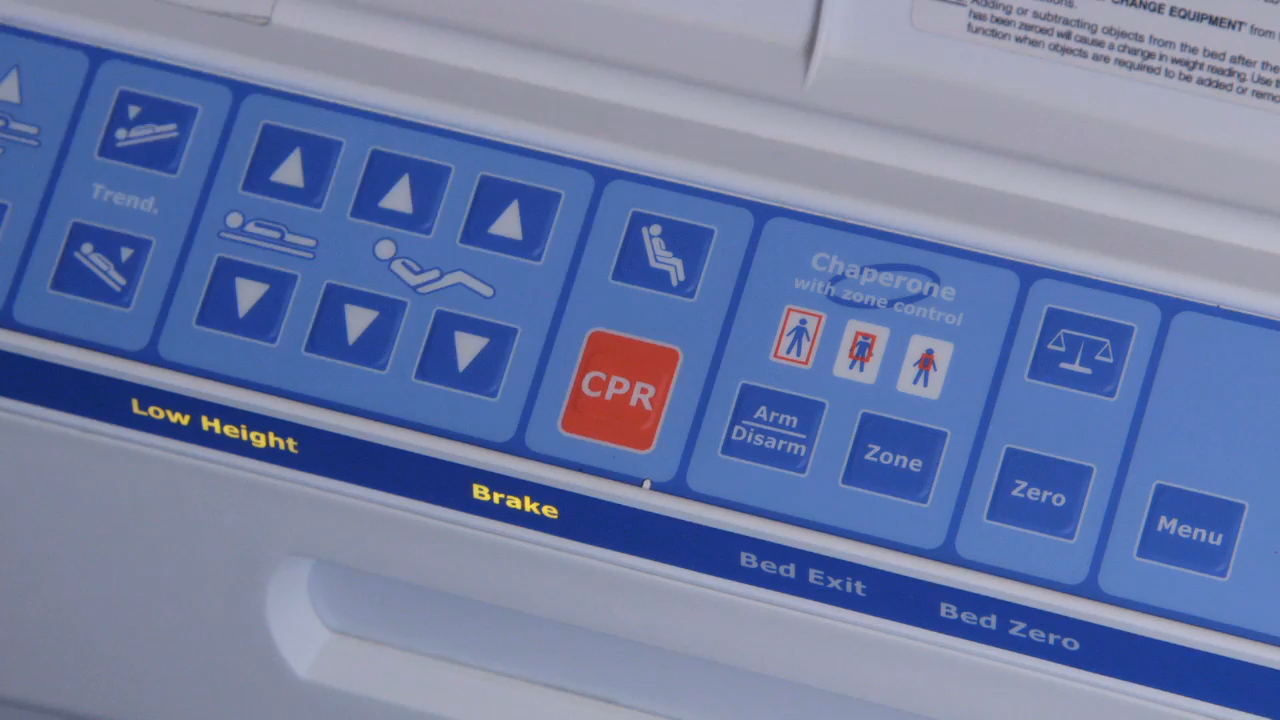 CHANGE EQUIPMENT" from
Adding or subtracting objects from the bed after the
has been zeroed will cause a change in weight reading. Use
function when objects are required to be added or remo
Trend.
CPR
Chaperone
with zone control
Arm
Disarm
Zone
Zero
Menu
Low Height
Brake
Bed Exit
Bed Zero